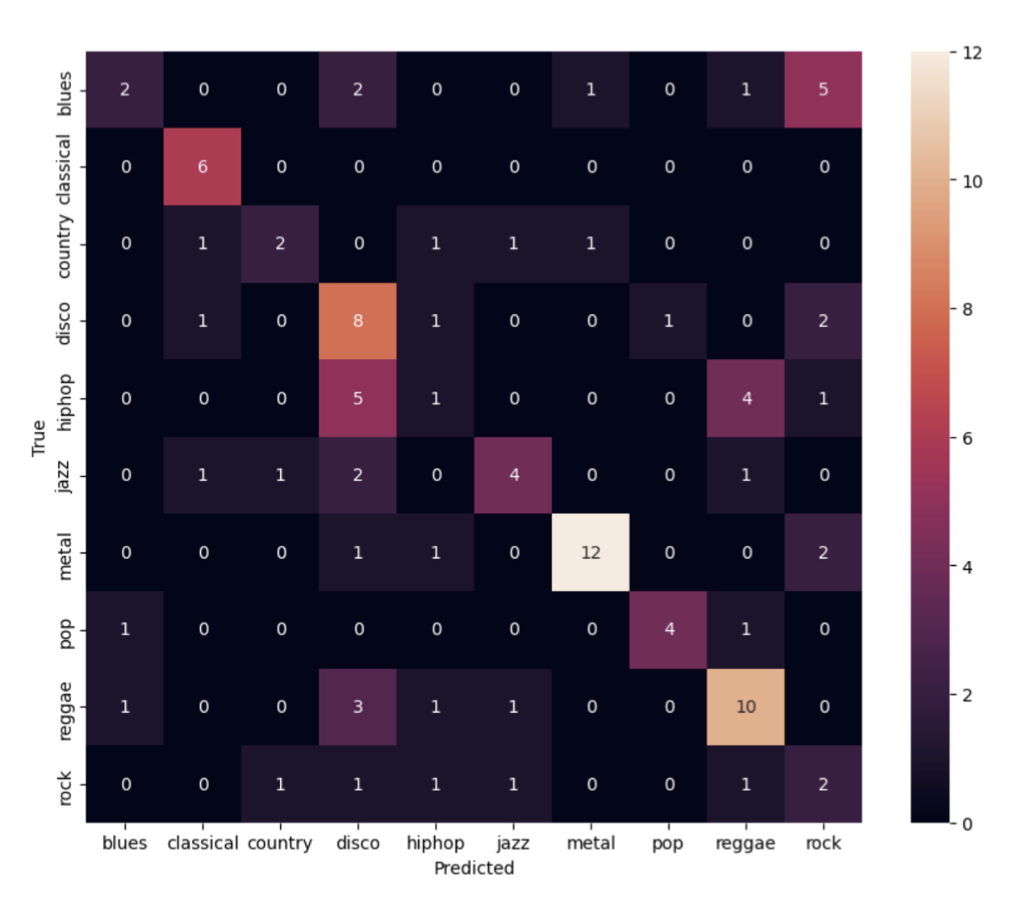 True
blues 2 0 0 2 0 0 1 0 1 5
classical 0 6 0 0 0 0 0 0 0 0
country 0 1 2 0 1 1 1 0 0 0
disco 0 1 0 8 1 0 0 1 0 2
hiphop 0 0 0 5 1 0 0 0 4 1
jazz 0 1 1 2 0 4 0 0 1 0
metal 0 0 0 1 1 0 12 0 0 2
pop 1 0 0 0 0 0 0 4 1 0
reggae 1 0 0 3 1 1 0 0 10 0
rock 0 0 1 1 1 1 0 0 1 2
blues classical country disco hiphop jazz metal pop reggae rock
Predicted
12
10
8
6
4
2
0